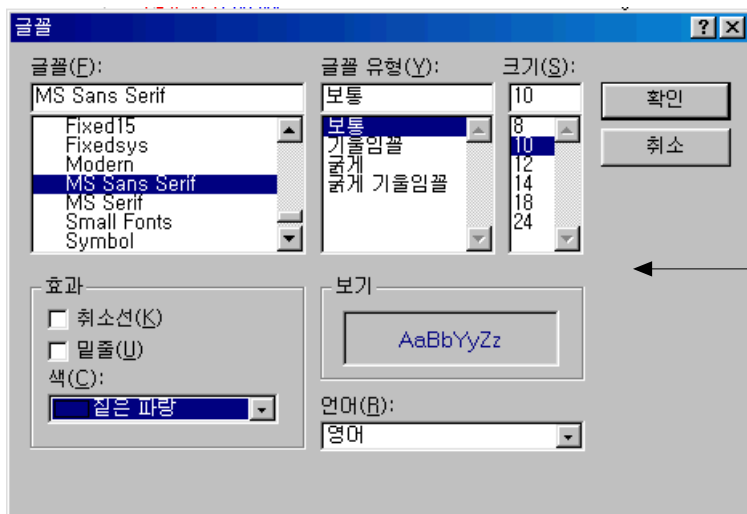 글꼴
글꼴(F):
MS Sans Serif
Fixed15
Fixedsys
Modern
MS Sans Serif
MS Serif
Small Fonts
Symbol
글꼴 유형(Y):
보통
보통
기울임꼴
굵게
굵게 기울임꼴
크기(S):
10
8
10
12
14
18
24
확인
취소
효과
취소선(K)
밑줄(U)
색(C):
짙은 파랑
보기
AaBbYyZz
언어(R):
영어